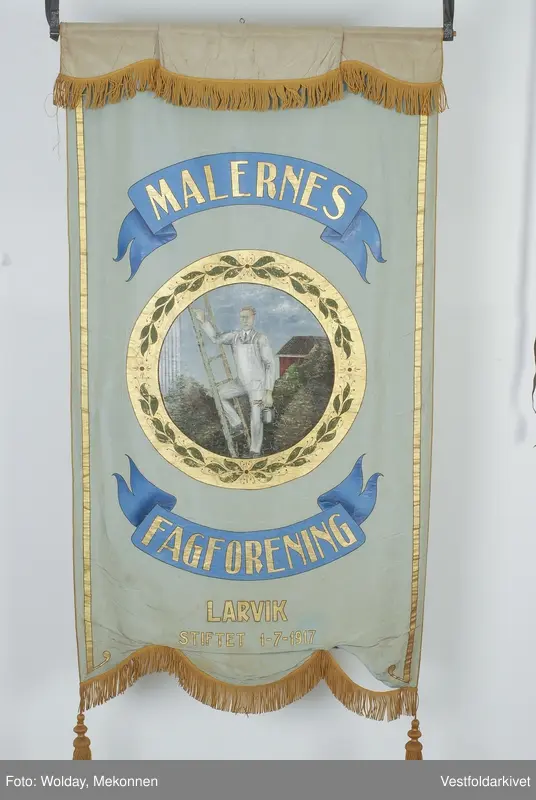 MALERNES
FAGFORENING
LARVIK
STIFTET 1-7-1917
Foto: Wolday, Mekonnen
Vestfoldarkivet